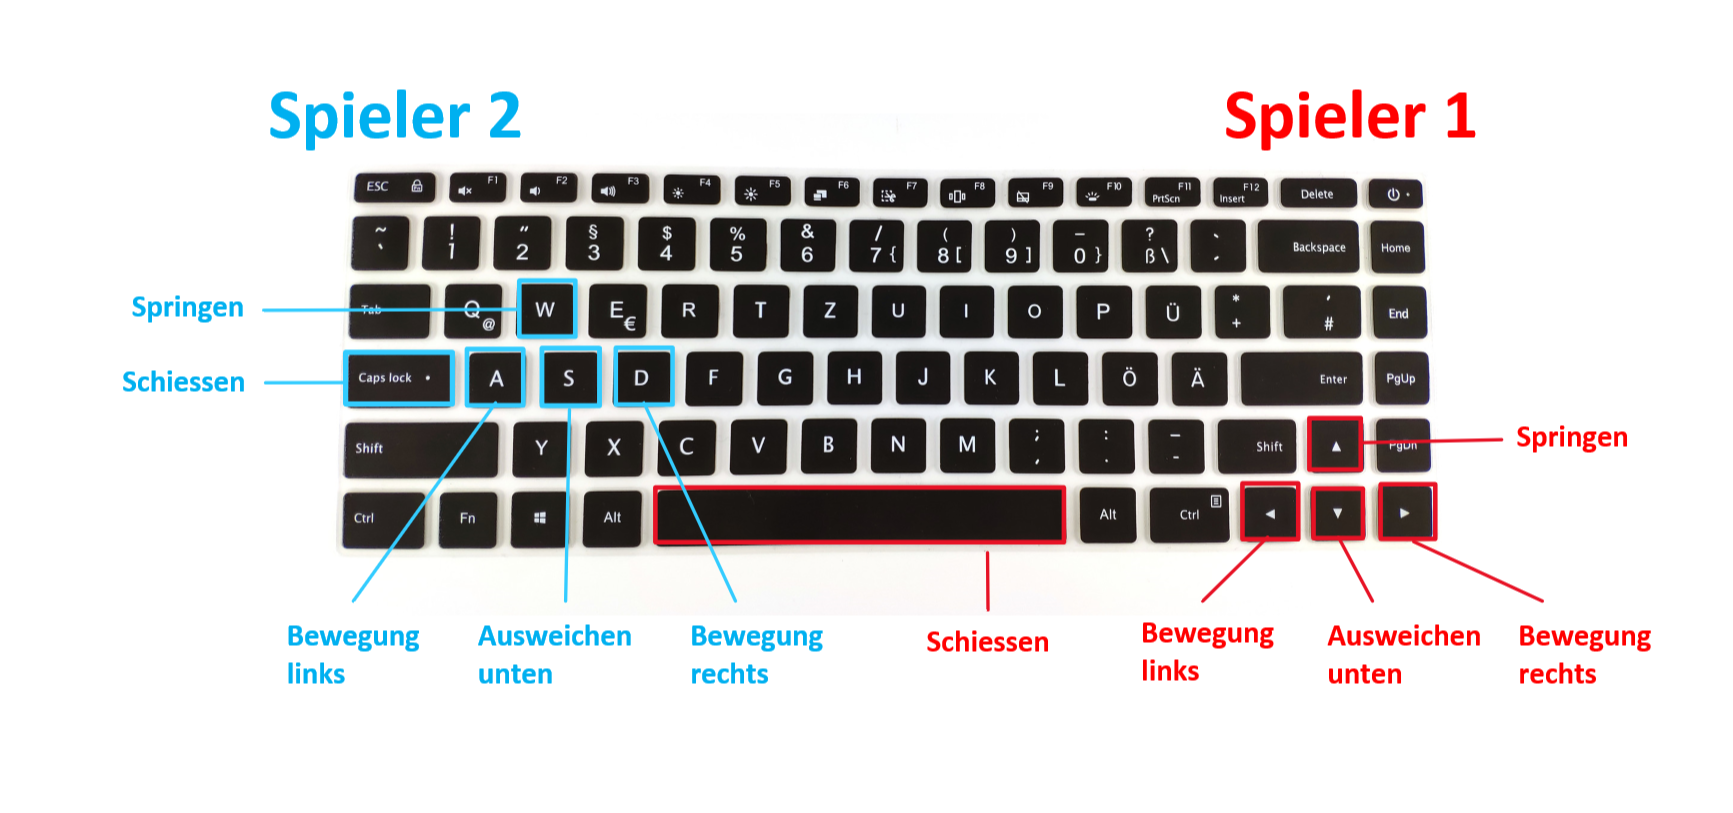 Spieler 2
Spieler 1
ESC Fn F1 F2 F3 F4 F5 F6 F7 F8 F9 F10 F11 PrtScn F12 Insert Delete
~ ` ! 1 " 2 § 3 $ 4 % 5 & 6 / 7 { ( 8 [ ) 9 ] = 0 } ? ß \ Backspace Home
Springen
Tab Q @ W E € R T Z U I O P Ü * + ' # End
Schiessen
Caps lock A S D F G H J K L Ö Ä Enter PgUp
Shift Y X C V B N M ; , : . _ - Shift ▲ PgDn
Springen
Ctrl Fn Alt Alt Ctrl ◄ ▼ ►
Bewegung
links
Ausweichen
unten
Bewegung
rechts
Schiessen
Bewegung
links
Ausweichen
unten
Bewegung
rechts